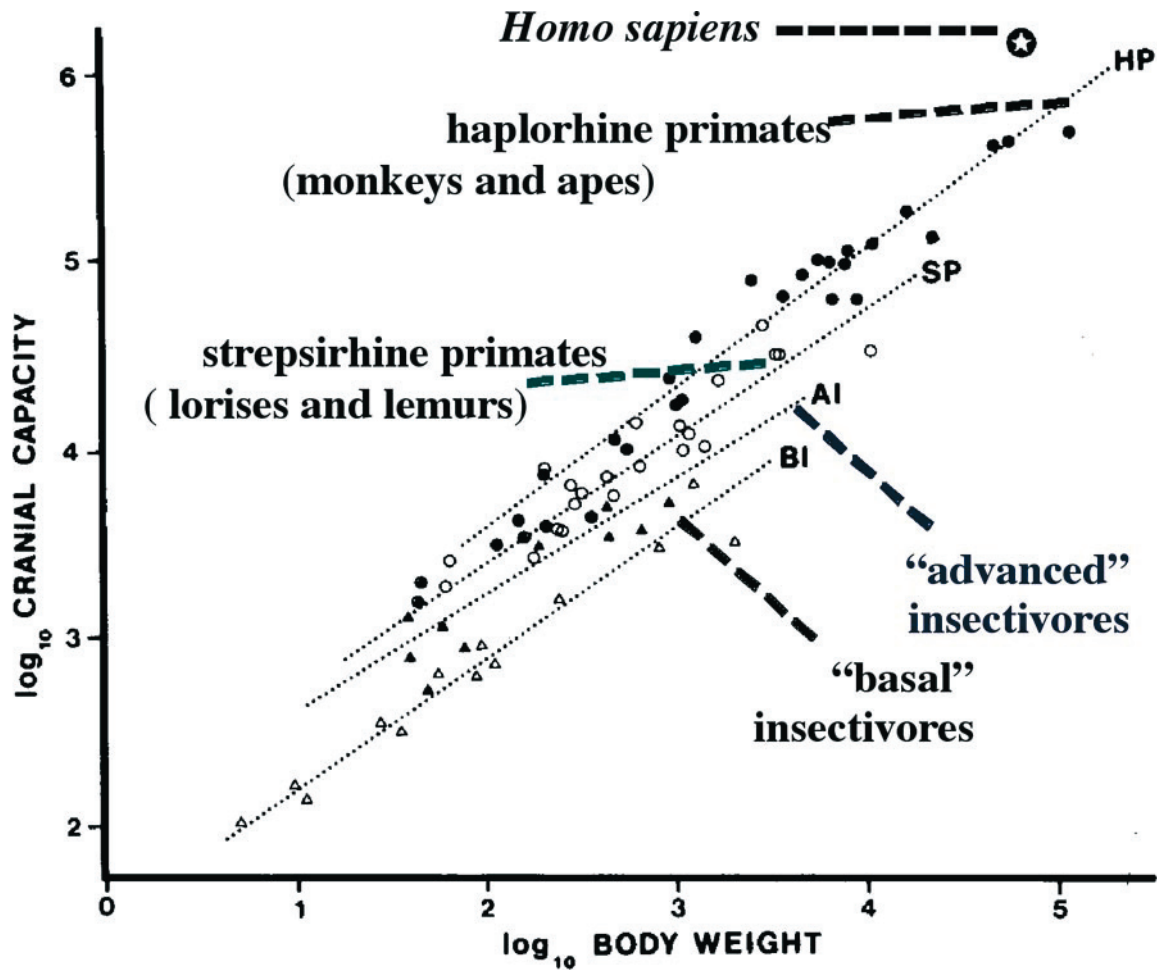 Homo sapiens
HP
6
haplorhine primates
(monkeys and apes)
5
SP
strepsirhine primates
( lorises and lemurs)
AI
BI
4
"advanced"
insectivores
3
"basal"
insectivores
2
log10 CRANIAL CAPACITY
0 1 2 3 4 5
log10 BODY WEIGHT